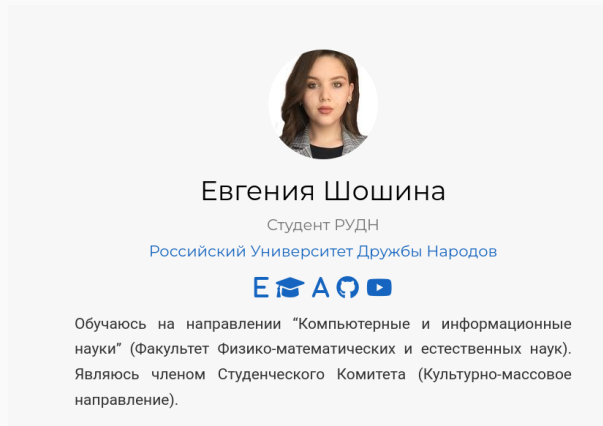 Евгения Шошина
Студент РУДН
Российский Университет Дружбы Народов
E A
Обучаюсь на направлении “Компьютерные и информационные
науки” (Факультет Физико-математических и естественных наук).
Являюсь членом Студенческого Комитета (Культурно-массовое
направление).